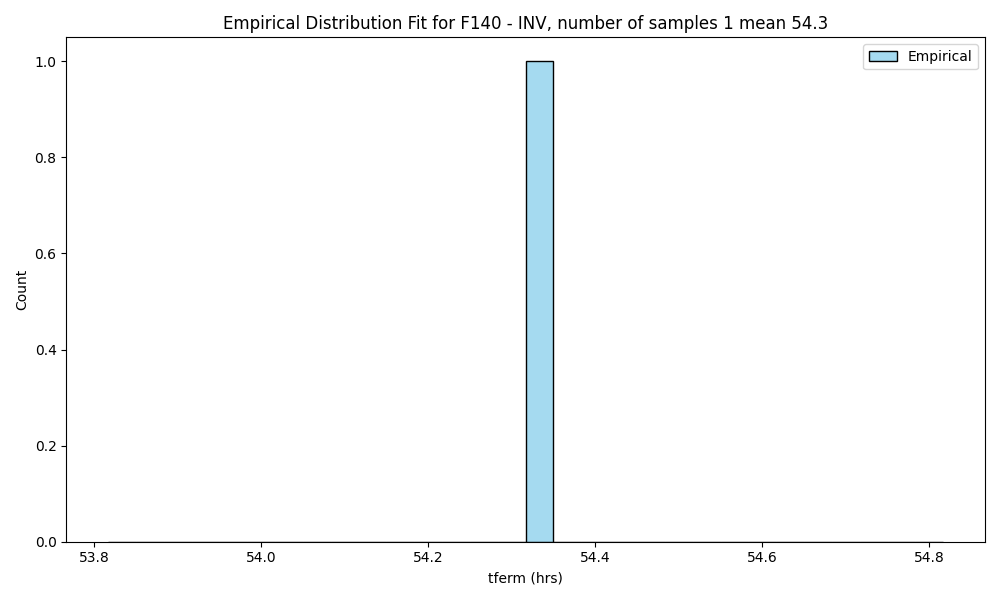 Empirical Distribution Fit for F140 - INV, number of samples 1 mean 54.3
Empirical
1.0
0.8
0.6
0.4
0.2
0.0
Count
53.8 54.0 54.2 54.4 54.6 54.8
tferm (hrs)